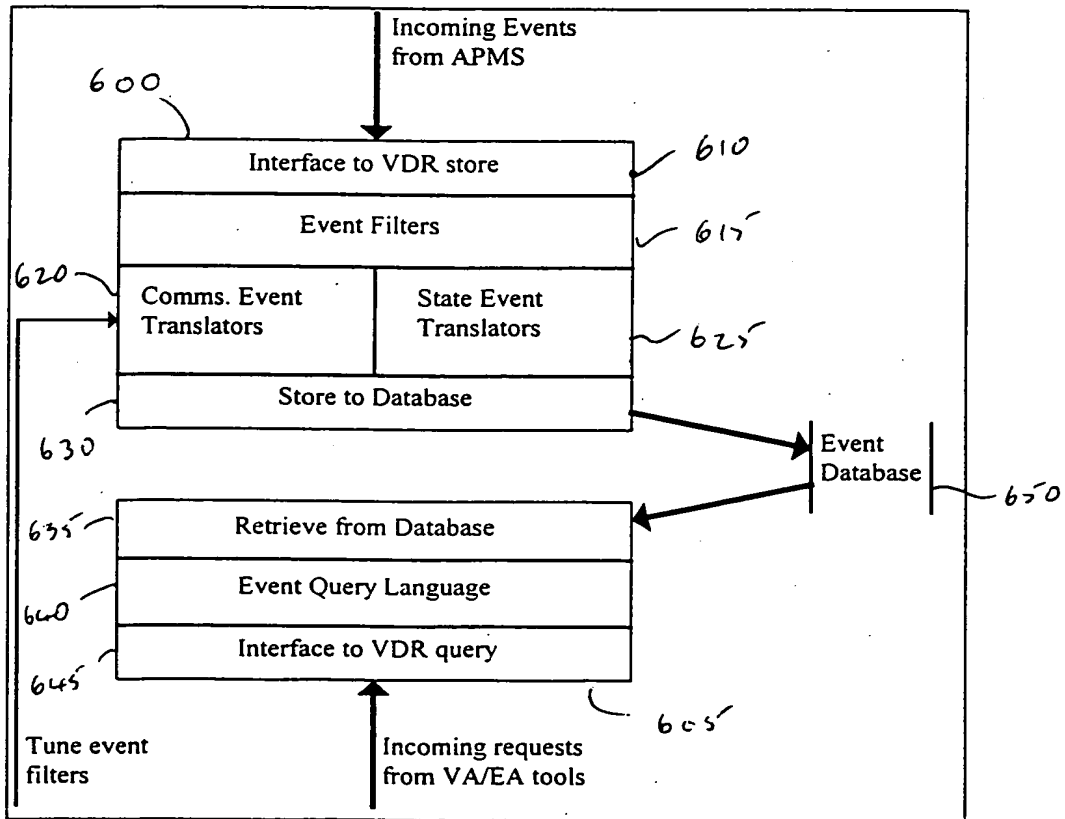 Incoming Events
from APMS
600
Interface to VDR store
610
Event Filters
615
620
Comms. Event
Translators
State Event
Translators
625
Store to Database
630
Event
Database
650
635
Retrieve from Database
Event Query Language
640
Interface to VDR query
645
605
Tune event
filters
Incoming requests
from VA/EA tools